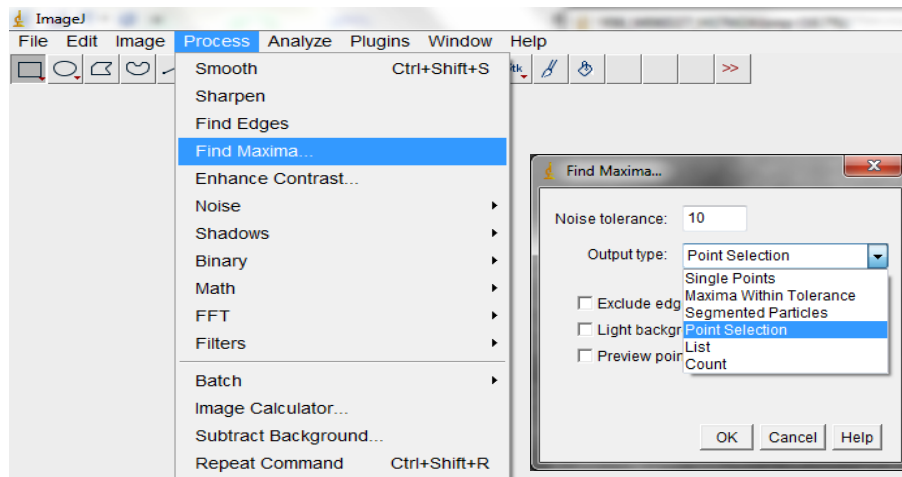 ImageJ
File Edit Image Process Analyze Plugins Window Help
>>
Smooth Ctrl+Shift+S
Sharpen
Find Edges
Find Maxima...
Enhance Contrast...
Noise
Shadows
Binary
Math
FFT
Filters
Batch
Image Calculator...
Subtract Background...
Repeat Command Ctrl+Shift+R
Find Maxima...
Noise tolerance: 10
Output type: Point Selection
Single Points
Maxima Within Tolerance
Segmented Particles
Point Selection
List
Count
Exclude edg
Light backgr
Preview poin
OK Cancel Help